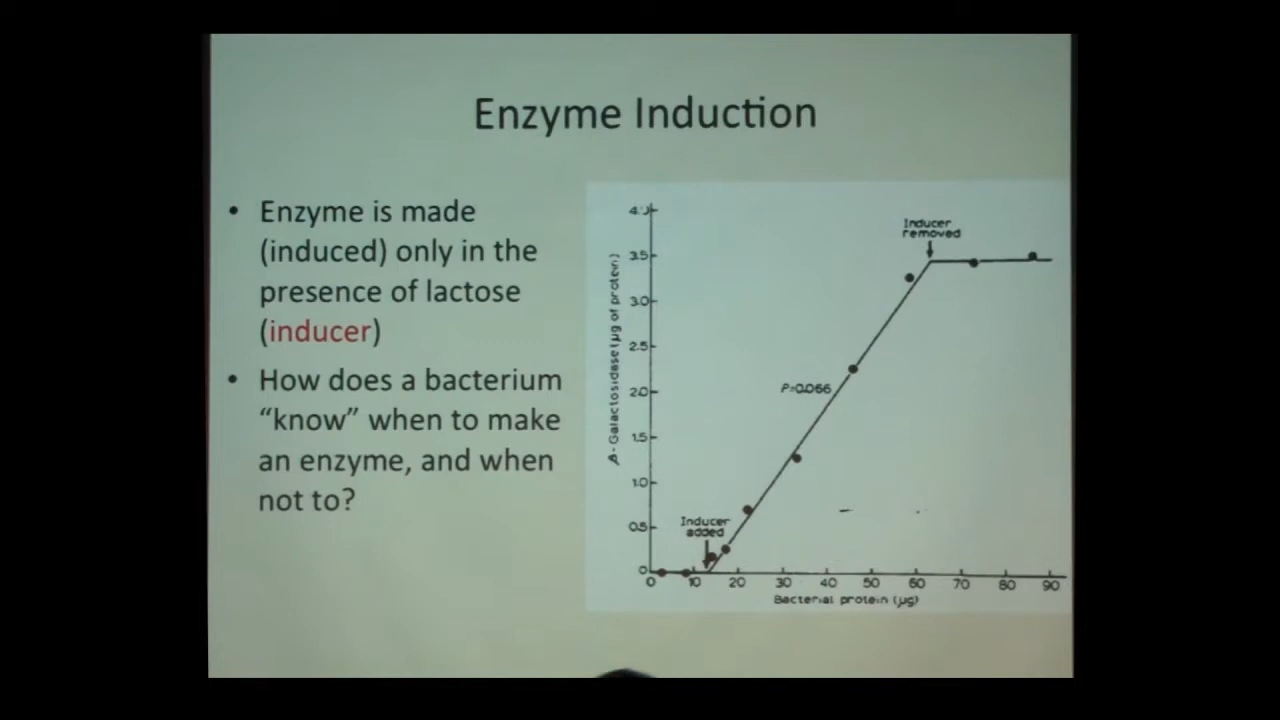 Enzyme Induction
• Enzyme is made
(induced) only in the
presence of lactose
(inducer)
• How does a bacterium
“know” when to make
an enzyme, and when
not to?
β-Galactosidase (μg of protein)
4.0
3.5
3.0
2.5
2.0
1.5
1.0
0.5
0
Inducer
removed
P=0.066
Inducer
added
0 10 20 30 40 50 60 70 80 90
Bacterial protein (μg)